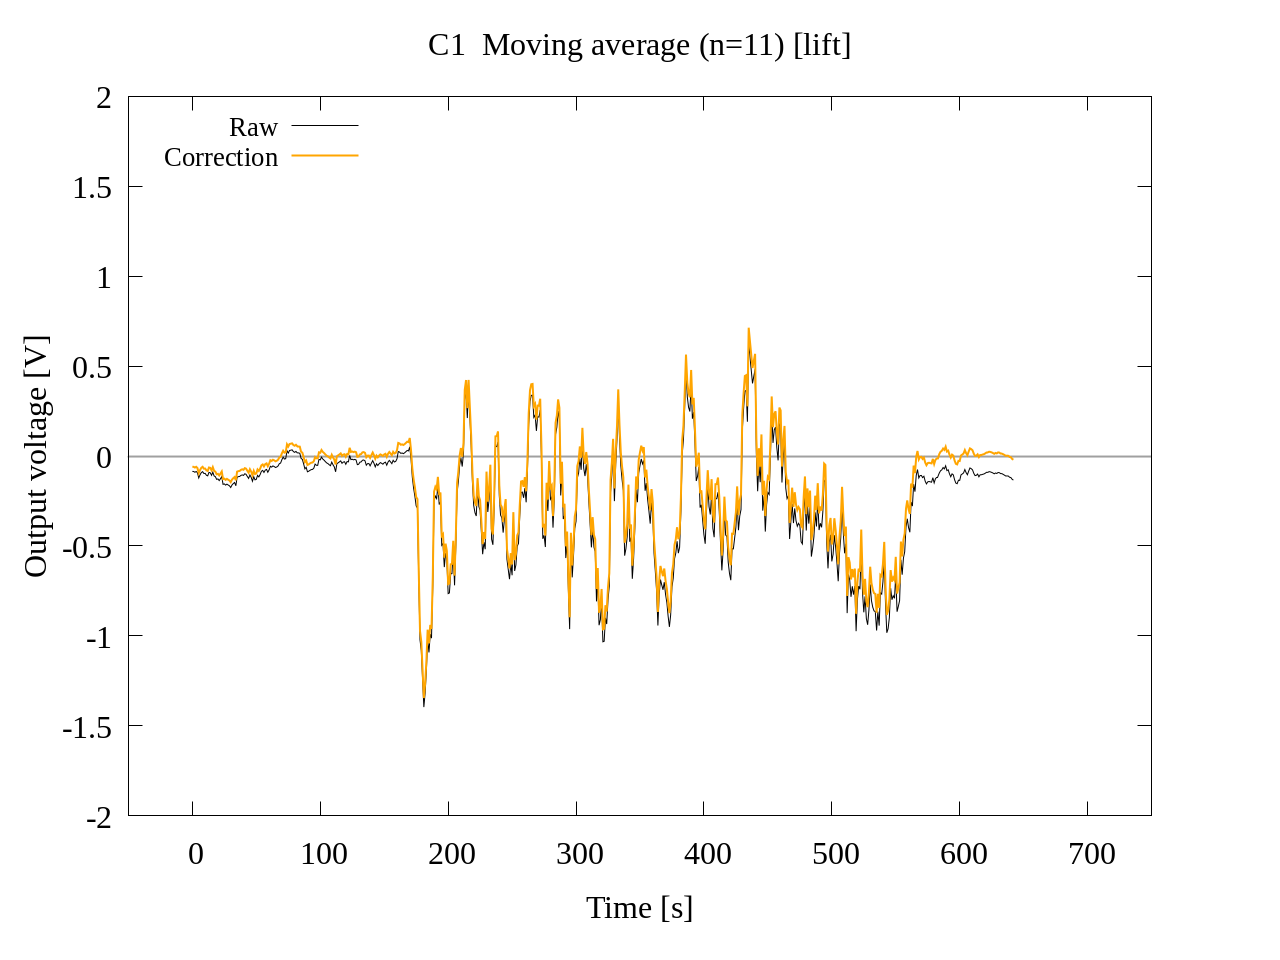 C1  Moving average (n=11) [lift]
Raw
Correction
2
1.5
1
0.5
0
-0.5
-1
-1.5
-2
Output voltage [V]
0 100 200 300 400 500 600 700
Time [s]